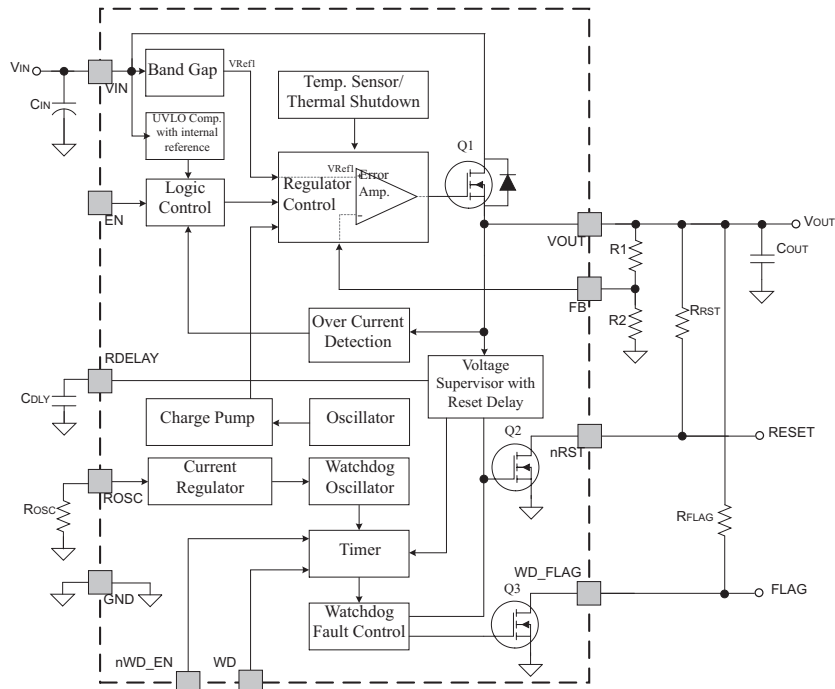 VIN
CIN
VIN
Band Gap
VRef1
Temp. Sensor/
Thermal Shutdown
UVLO Comp.
with internal
reference
EN
Logic
Control
Regulator
Control
VRef1
Error
Amp.
+
−
Q1
VOUT
VOUT
COUT
R1
FB
R2
RRST
Over Current
Detection
RDELAY
CDLY
Voltage
Supervisor with
Reset Delay
Charge Pump
Oscillator
Q2
nRST
RESET
ROSC
ROSC
Current
Regulator
Watchdog
Oscillator
RFLAG
Timer
GND
WD_FLAG
FLAG
Q3
Watchdog
Fault Control
nWD_EN
WD